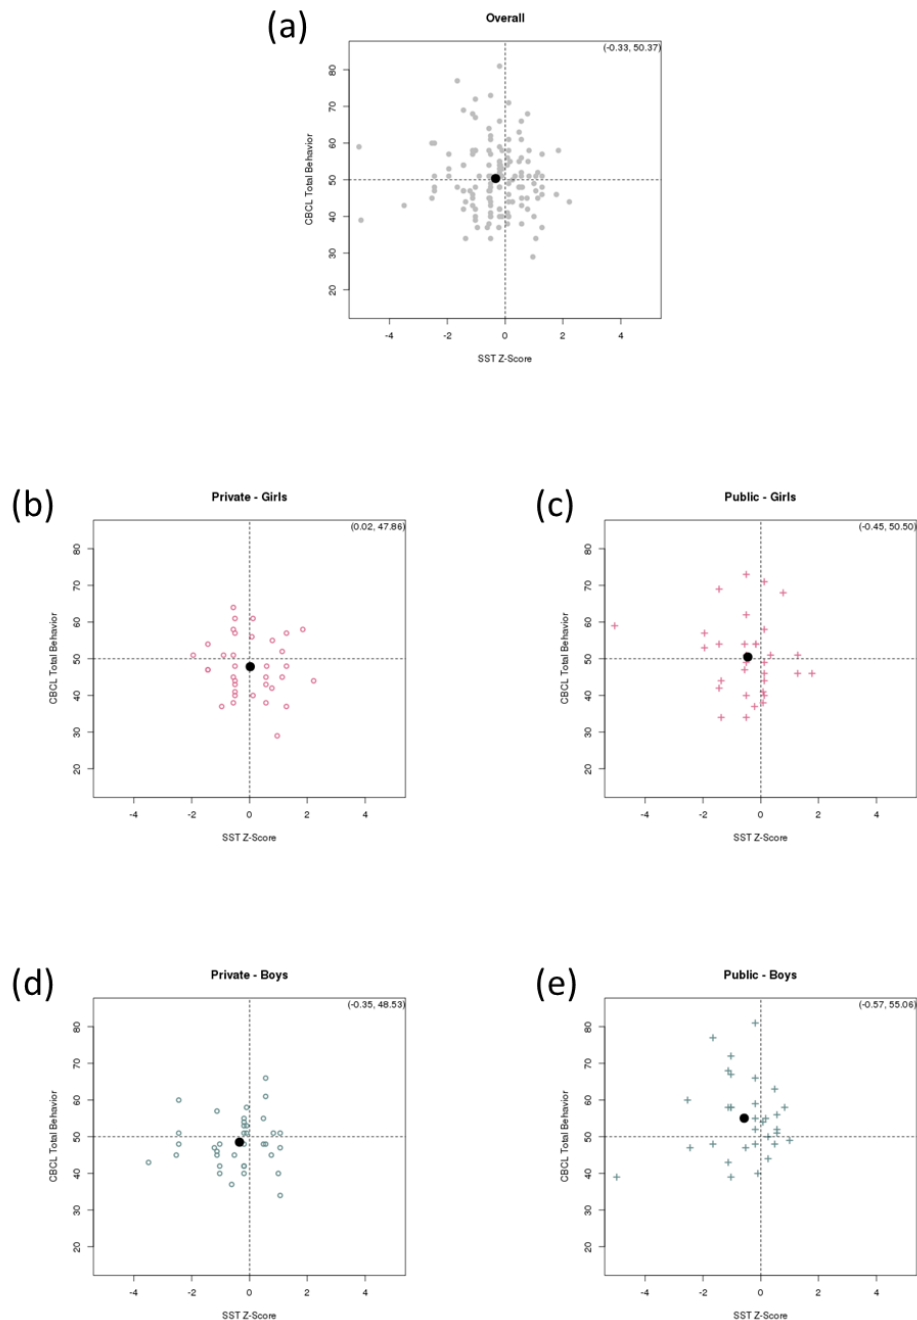 (a)
Overall
(-0.33, 50.37)
80
70
60
50
40
30
20
CBCL Total Behavior
-4 -2 0 2 4
SST Z-Score
(b)
Private - Girls
(0.02, 47.86)
80
70
60
50
40
30
20
CBCL Total Behavior
-4 -2 0 2 4
SST Z-Score
(c)
Public - Girls
(-0.45, 50.50)
80
70
60
50
40
30
20
CBCL Total Behavior
-4 -2 0 2 4
SST Z-Score
(d)
Private - Boys
(-0.35, 48.53)
80
70
60
50
40
30
20
CBCL Total Behavior
-4 -2 0 2 4
SST Z-Score
(e)
Public - Boys
(-0.57, 55.06)
80
70
60
50
40
30
20
CBCL Total Behavior
-4 -2 0 2 4
SST Z-Score